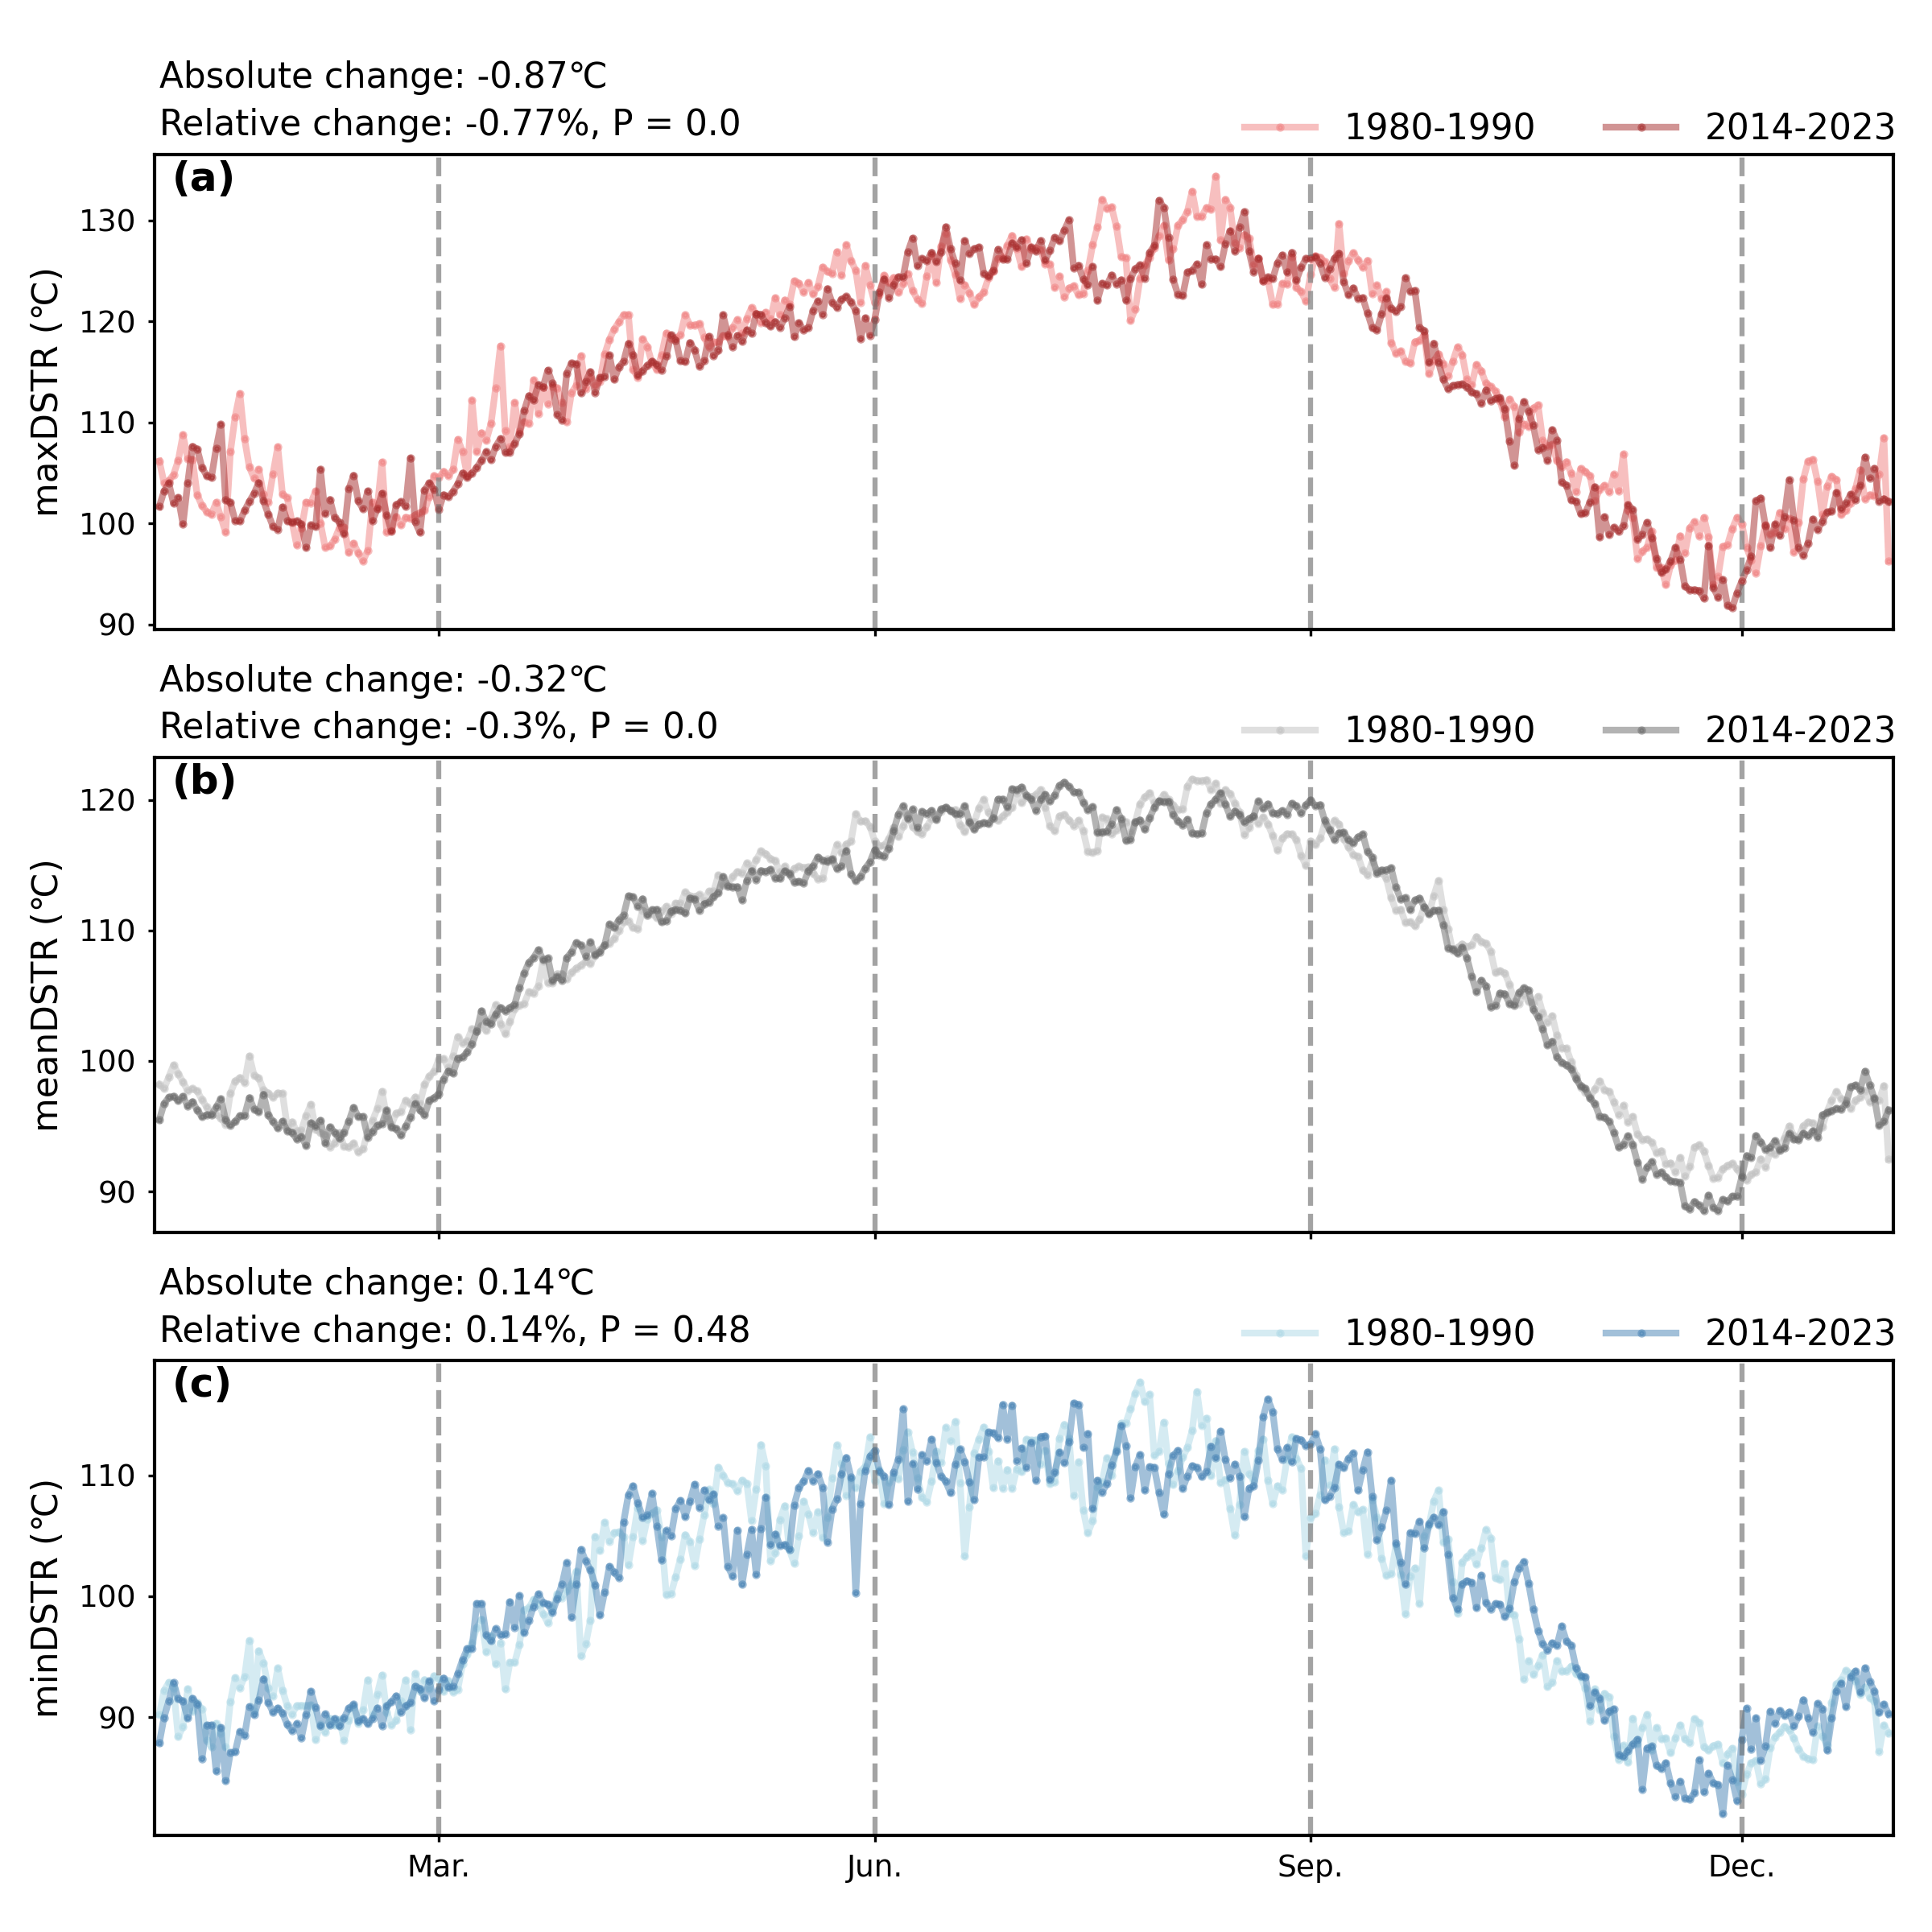 Absolute change: -0.87℃
Relative change: -0.77%, P = 0.0
1980-1990 2014-2023
(a)
130
120
110
100
90
maxDSTR (℃)
Absolute change: -0.32℃
Relative change: -0.3%, P = 0.0
1980-1990 2014-2023
(b)
120
110
100
90
meanDSTR (℃)
Absolute change: 0.14℃
Relative change: 0.14%, P = 0.48
1980-1990 2014-2023
(c)
110
100
90
minDSTR (℃)
Mar. Jun. Sep. Dec.